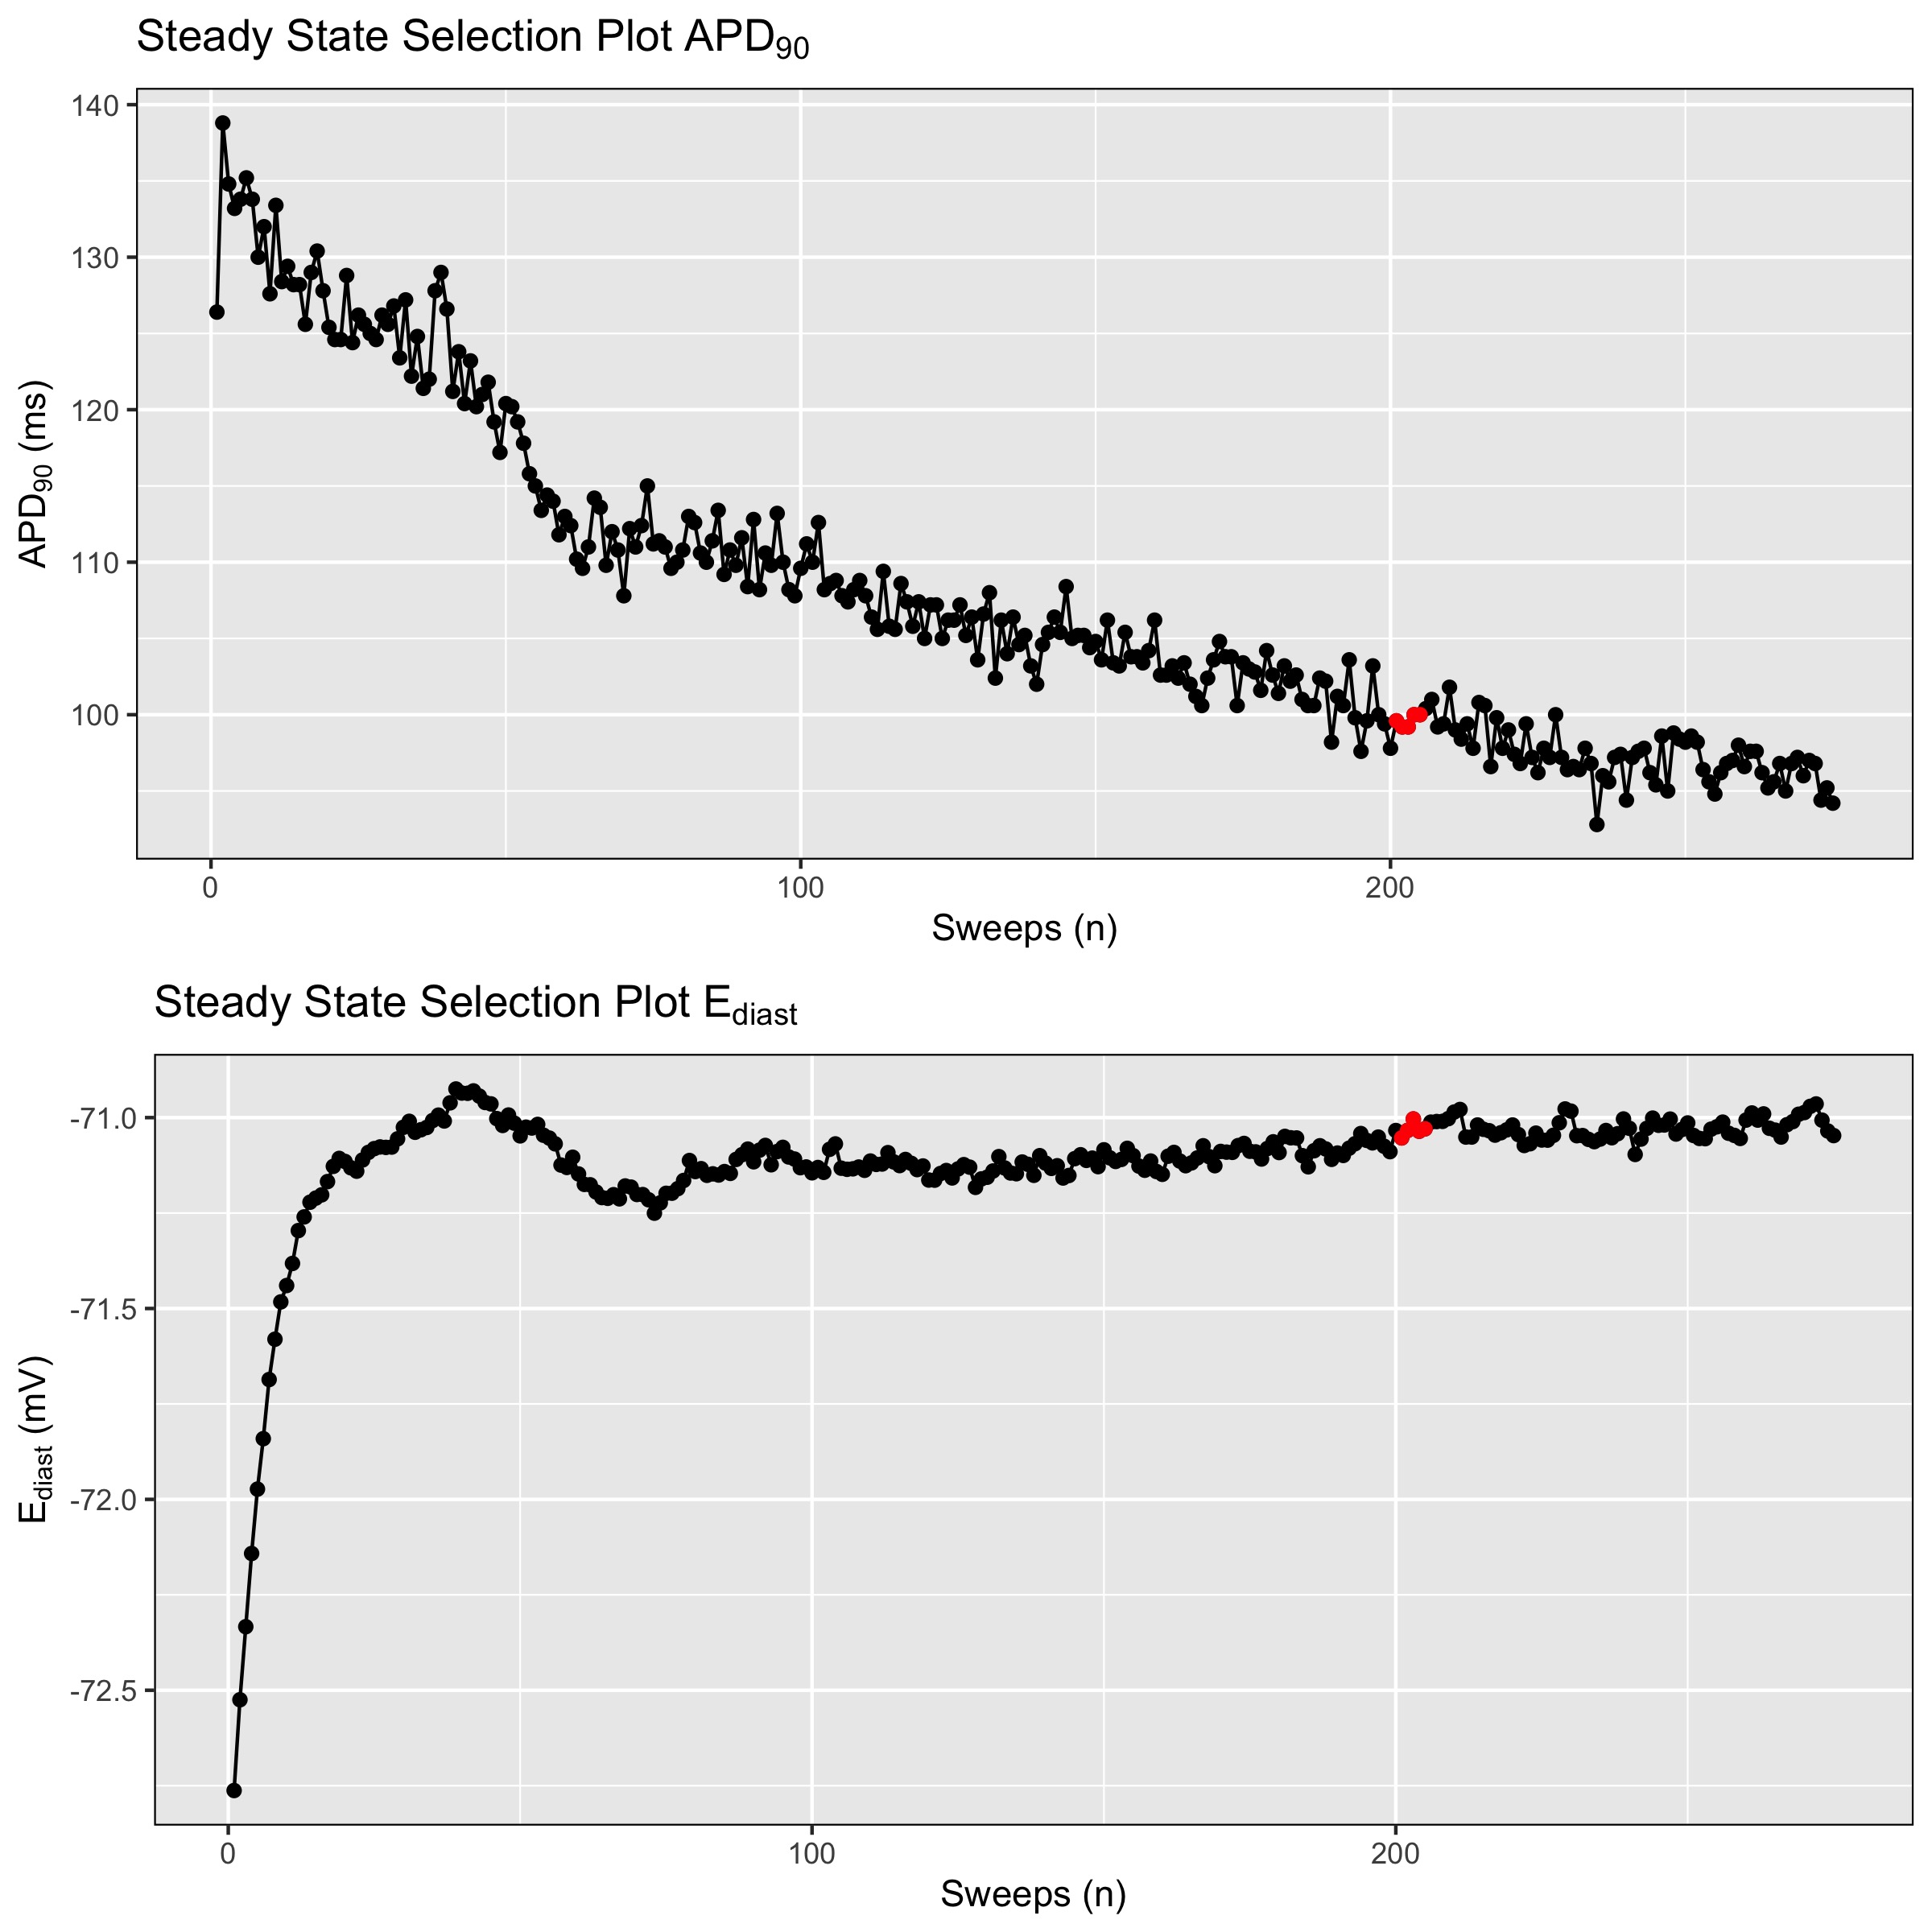 Steady State Selection Plot APD90
140
130
120
110
100
APD90 (ms)
0 100 200
Sweeps (n)
Steady State Selection Plot Ediast
-71.0
-71.5
-72.0
-72.5
Ediast (mV)
0 100 200
Sweeps (n)